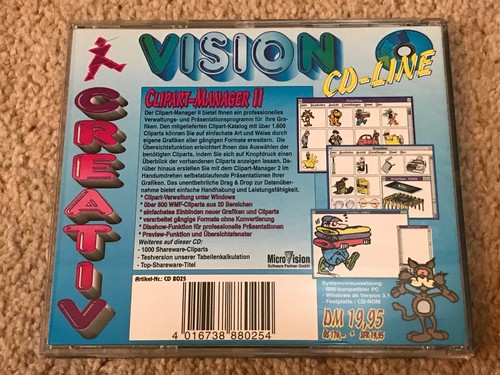 VISION
CD-LINE
CREATIV
CLIPART-MANAGER II
Der Clipart-Manager II bietet Ihnen ein professionelles
Verwaltungs- und Präsentationsprogramm für Ihre Gra-
fiken. Den mitgelieferten Clipart-Katalog mit über 1.600
Cliparts können Sie auf einfachste Art und Weise durch
eigene Grafiken aller gängigen Formate erweitern. Die
Übersichtsfunktion erleichtert Ihnen das Auswählen der
benötigten Cliparts, indem Sie sich auf Knopfdruck einen
Überblick der vorhandenen Cliparts anzeigen lassen. Da-
rüber hinaus erstellen Sie mit dem Clipart-Manager 2 im
Handumdrehen selbstablaufende Präsentationen Ihrer
Grafiken. Das unentbehrliche Drag & Drop zur Datenüber-
nahme bietet einfache Handhabung und Leistungsfähigkeit.
* Clipart-Verwaltung unter Windows
* über 600 WMF-Cliparts aus 20 Bereichen
* einfachstes Einbinden neuer Grafiken und Cliparts
* verarbeitet gängige Formate ohne Konvertierung
* Diashow-Funktion für professionelle Präsentationen
* Preview-Funktion und Übersichtsfenster
Weiteres auf dieser CD:
- 1000 Shareware-Cliparts
- Testversion unserer Tabellenkalkulation
- Top-Shareware-Titel
MicroVision
Software Partner GmbH
Artikel-Nr.: CD 8025
4 016738 880254
Systemvoraussetzung:
- IBM-kompatibler PC
- Windows ab Version 3.1
- Festplatte / CD-ROM
DM 19,95